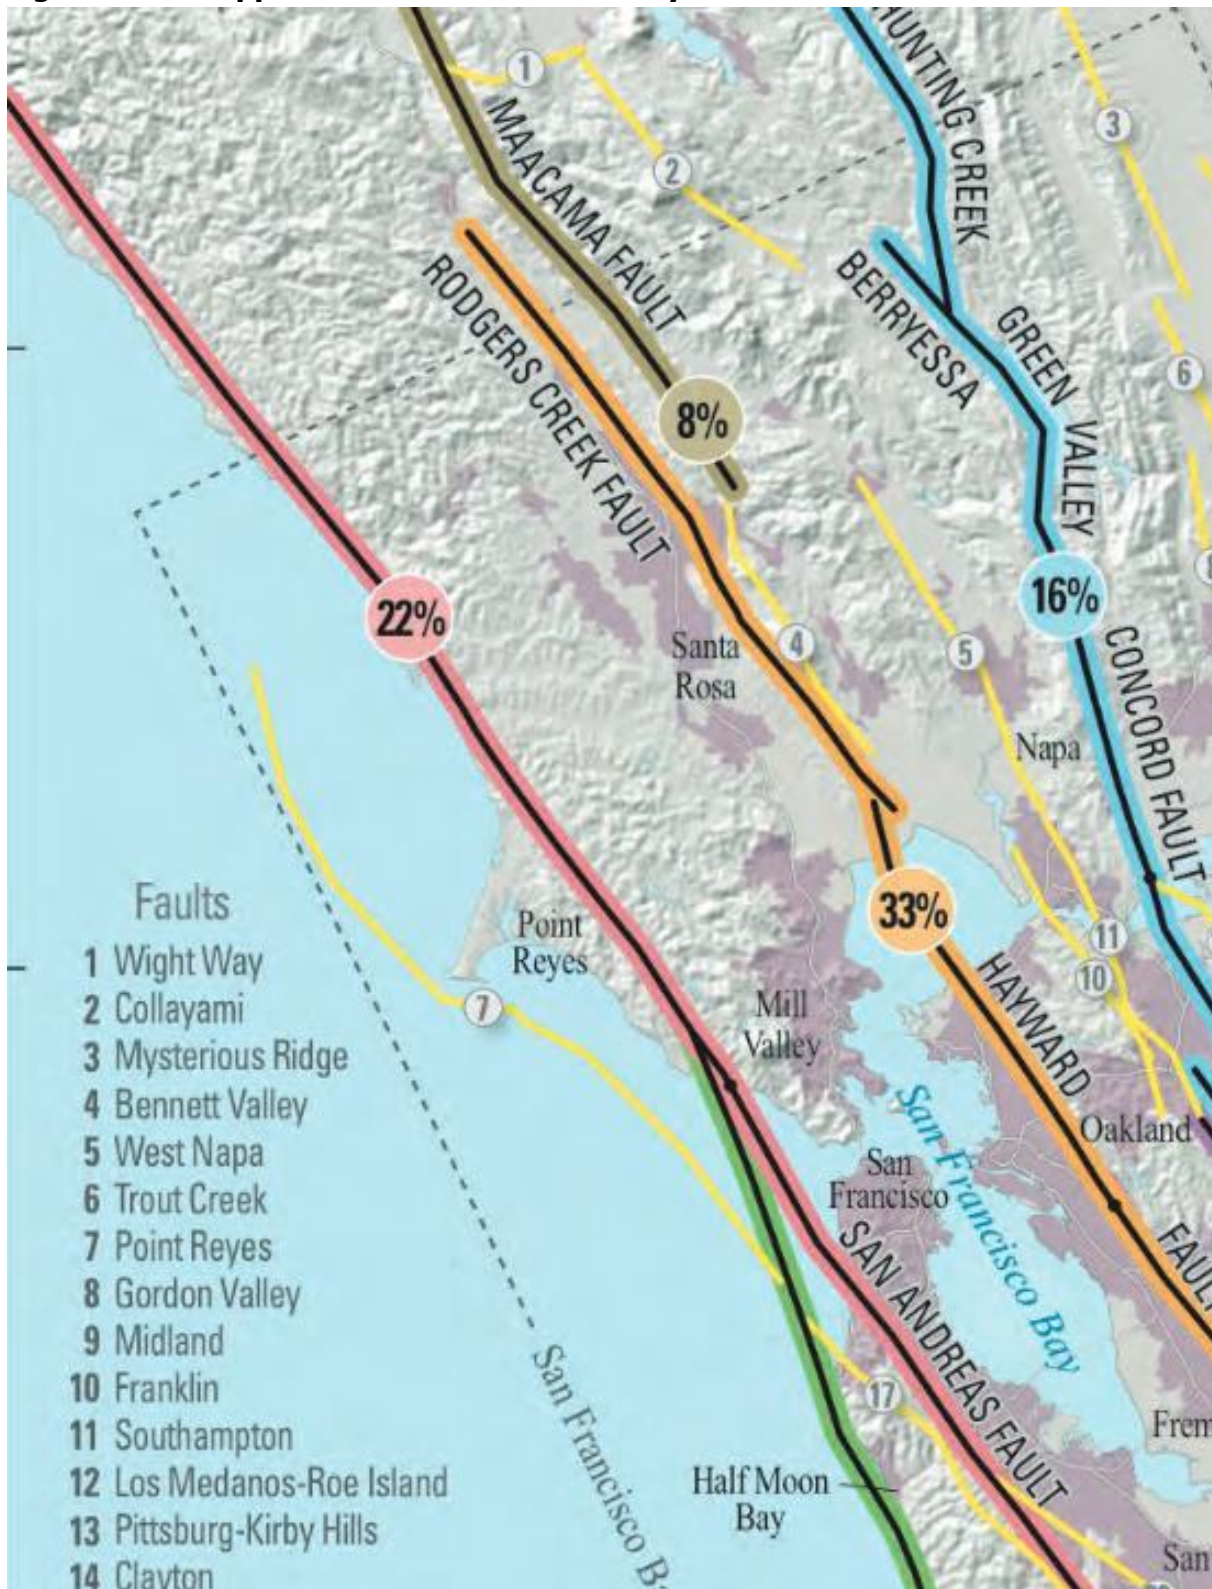 HUNTING CREEK
1
MAACAMA FAULT
3
2
RODGERS CREEK FAULT
BERRYESSA
GREEN VALLEY
6
8%
22%
16%
Santa
Rosa
4
5
CONCORD FAULT
Napa
33%
Faults
1 Wight Way
2 Collayami
3 Mysterious Ridge
4 Bennett Valley
5 West Napa
6 Trout Creek
7 Point Reyes
8 Gordon Valley
9 Midland
10 Franklin
11 Southampton
12 Los Medanos-Roe Island
13 Pittsburg-Kirby Hills
14 Clayton
Point
Reyes
7
11
10
HAYWARD
FAULT
Mill
Valley
Oakland
San
Francisco
San Francisco Bay
SAN ANDREAS FAULT
17
Half Moon
Bay
San Francisco Ba
Frem
San